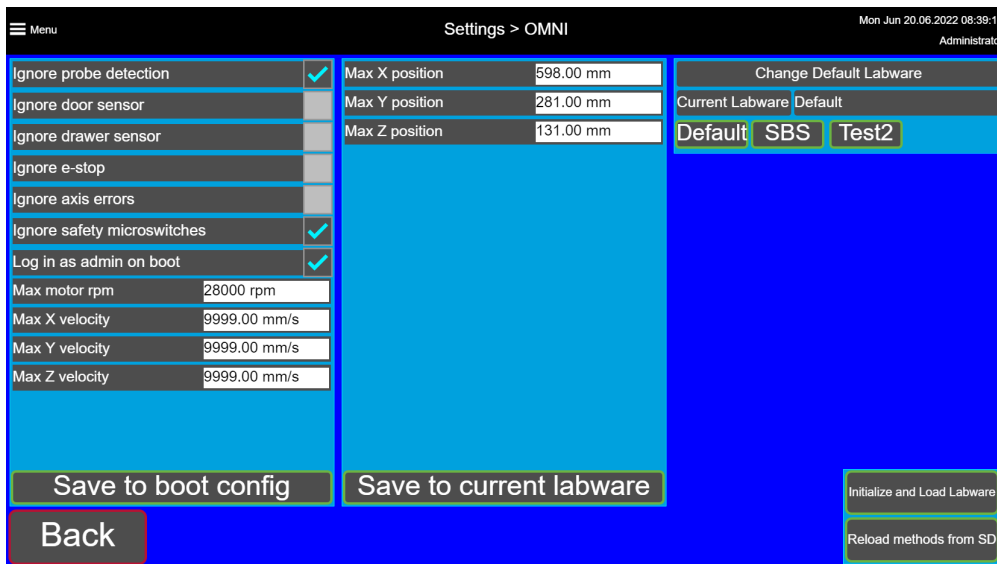 Menu
Settings > OMNI
Mon Jun 20.06.2022 08:39:1
Administrato
Ignore probe detection
Ignore door sensor
Ignore drawer sensor
Ignore e-stop
Ignore axis errors
Ignore safety microswitches
Log in as admin on boot
Max motor rpm 28000 rpm
Max X velocity 9999.00 mm/s
Max Y velocity 9999.00 mm/s
Max Z velocity 9999.00 mm/s
Save to boot config
Max X position 598.00 mm
Max Y position 281.00 mm
Max Z position 131.00 mm
Save to current labware
Change Default Labware
Current Labware Default
Default SBS Test2
Initialize and Load Labware
Reload methods from SD
Back